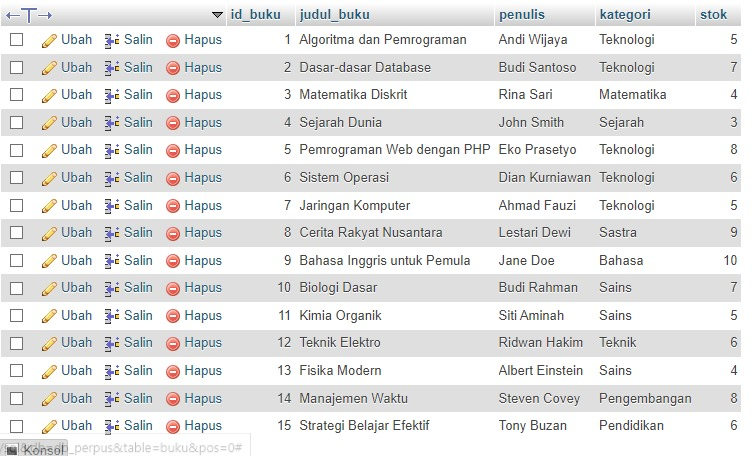 id_buku judul_buku penulis kategori stok
Ubah Salin Hapus 1 Algoritma dan Pemrograman Andi Wijaya Teknologi 5
Ubah Salin Hapus 2 Dasar-dasar Database Budi Santoso Teknologi 7
Ubah Salin Hapus 3 Matematika Diskrit Rina Sari Matematika 4
Ubah Salin Hapus 4 Sejarah Dunia John Smith Sejarah 3
Ubah Salin Hapus 5 Pemrograman Web dengan PHP Eko Prasetyo Teknologi 8
Ubah Salin Hapus 6 Sistem Operasi Dian Kurniawan Teknologi 6
Ubah Salin Hapus 7 Jaringan Komputer Ahmad Fauzi Teknologi 5
Ubah Salin Hapus 8 Cerita Rakyat Nusantara Lestari Dewi Sastra 9
Ubah Salin Hapus 9 Bahasa Inggris untuk Pemula Jane Doe Bahasa 10
Ubah Salin Hapus 10 Biologi Dasar Budi Rahman Sains 7
Ubah Salin Hapus 11 Kimia Organik Siti Aminah Sains 5
Ubah Salin Hapus 12 Teknik Elektro Ridwan Hakim Teknik 6
Ubah Salin Hapus 13 Fisika Modern Albert Einstein Sains 4
Ubah Salin Hapus 14 Manajemen Waktu Steven Covey Pengembangan 8
Ubah Salin Hapus 15 Strategi Belajar Efektif Tony Buzan Pendidikan 6
_perpus&table=buku&pos=0#
Konsol